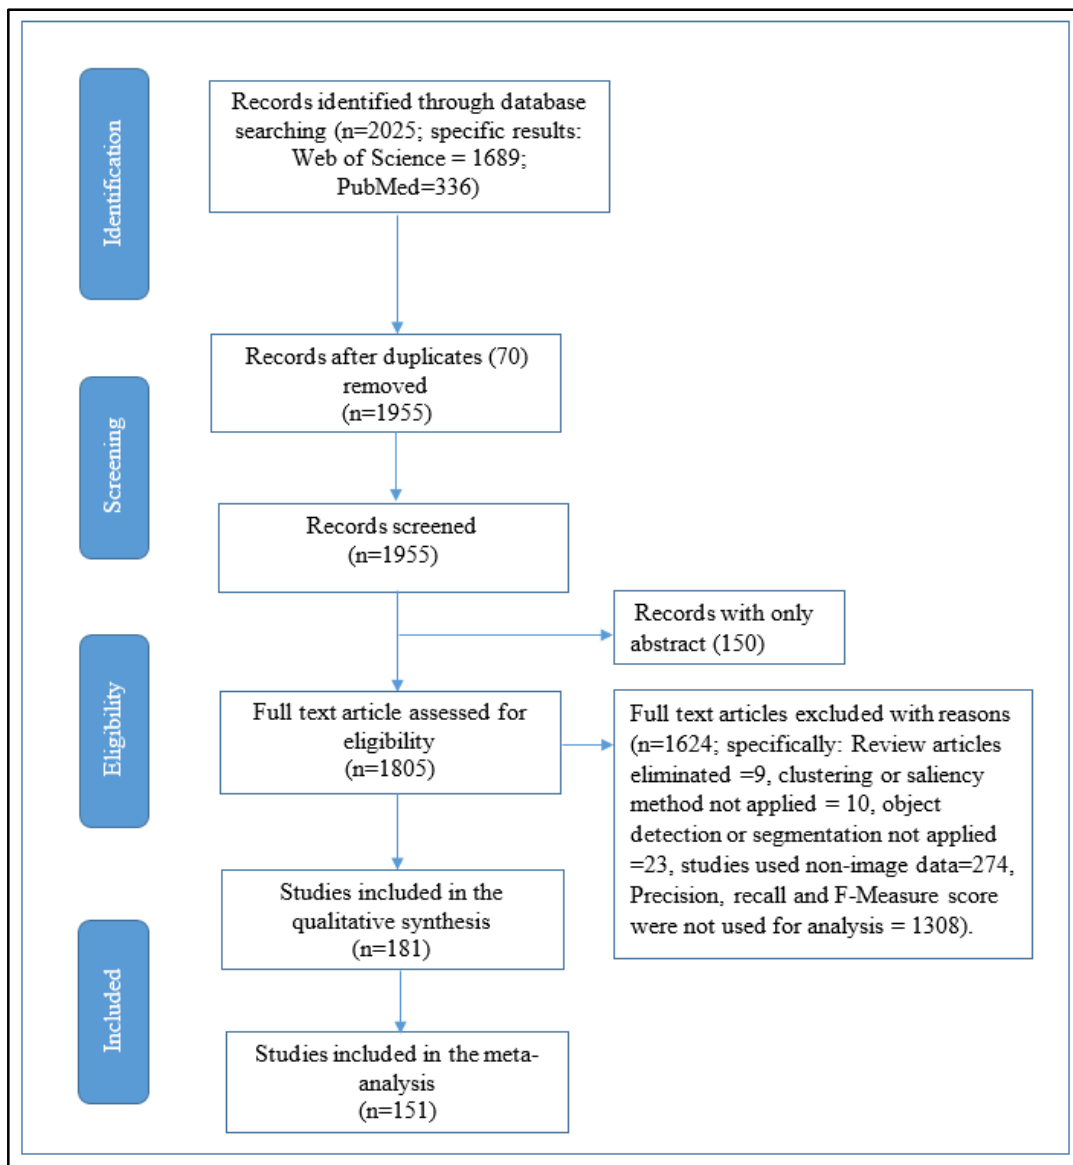 Identification
Records identified through database
searching (n=2025; specific results:
Web of Science = 1689;
PubMed=336)
Records after duplicates (70)
removed
(n=1955)
Screening
Records screened
(n=1955)
Records with only
abstract (150)
Eligibility
Full text article assessed for
eligibility
(n=1805)
Full text articles excluded with reasons
(n=1624; specifically: Review articles
eliminated =9, clustering or saliency
method not applied = 10, object
detection or segmentation not applied
=23, studies used non-image data=274,
Precision, recall and F-Measure score
were not used for analysis = 1308).
Studies included in the
qualitative synthesis
(n=181)
Included
Studies included in the meta-
analysis
(n=151)